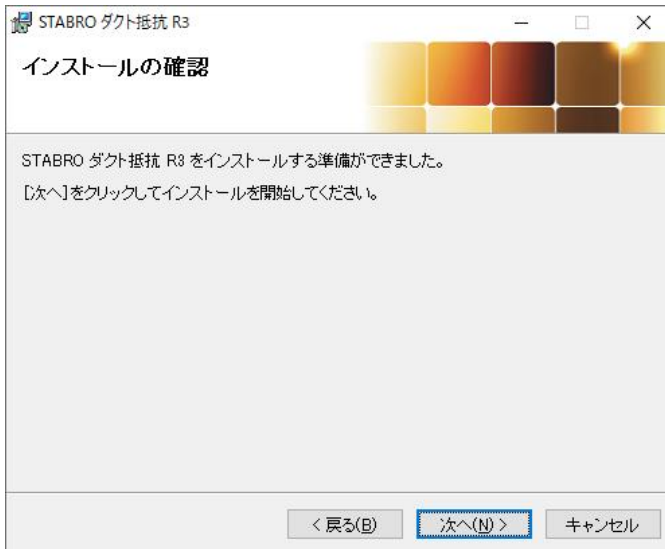 STABRO ダクト抵抗 R3
インストールの確認
STABRO ダクト抵抗 R3 をインストールする準備ができました。
[次へ]をクリックしてインストールを開始してください。
< 戻る(B)
次へ(N) >
キャンセル